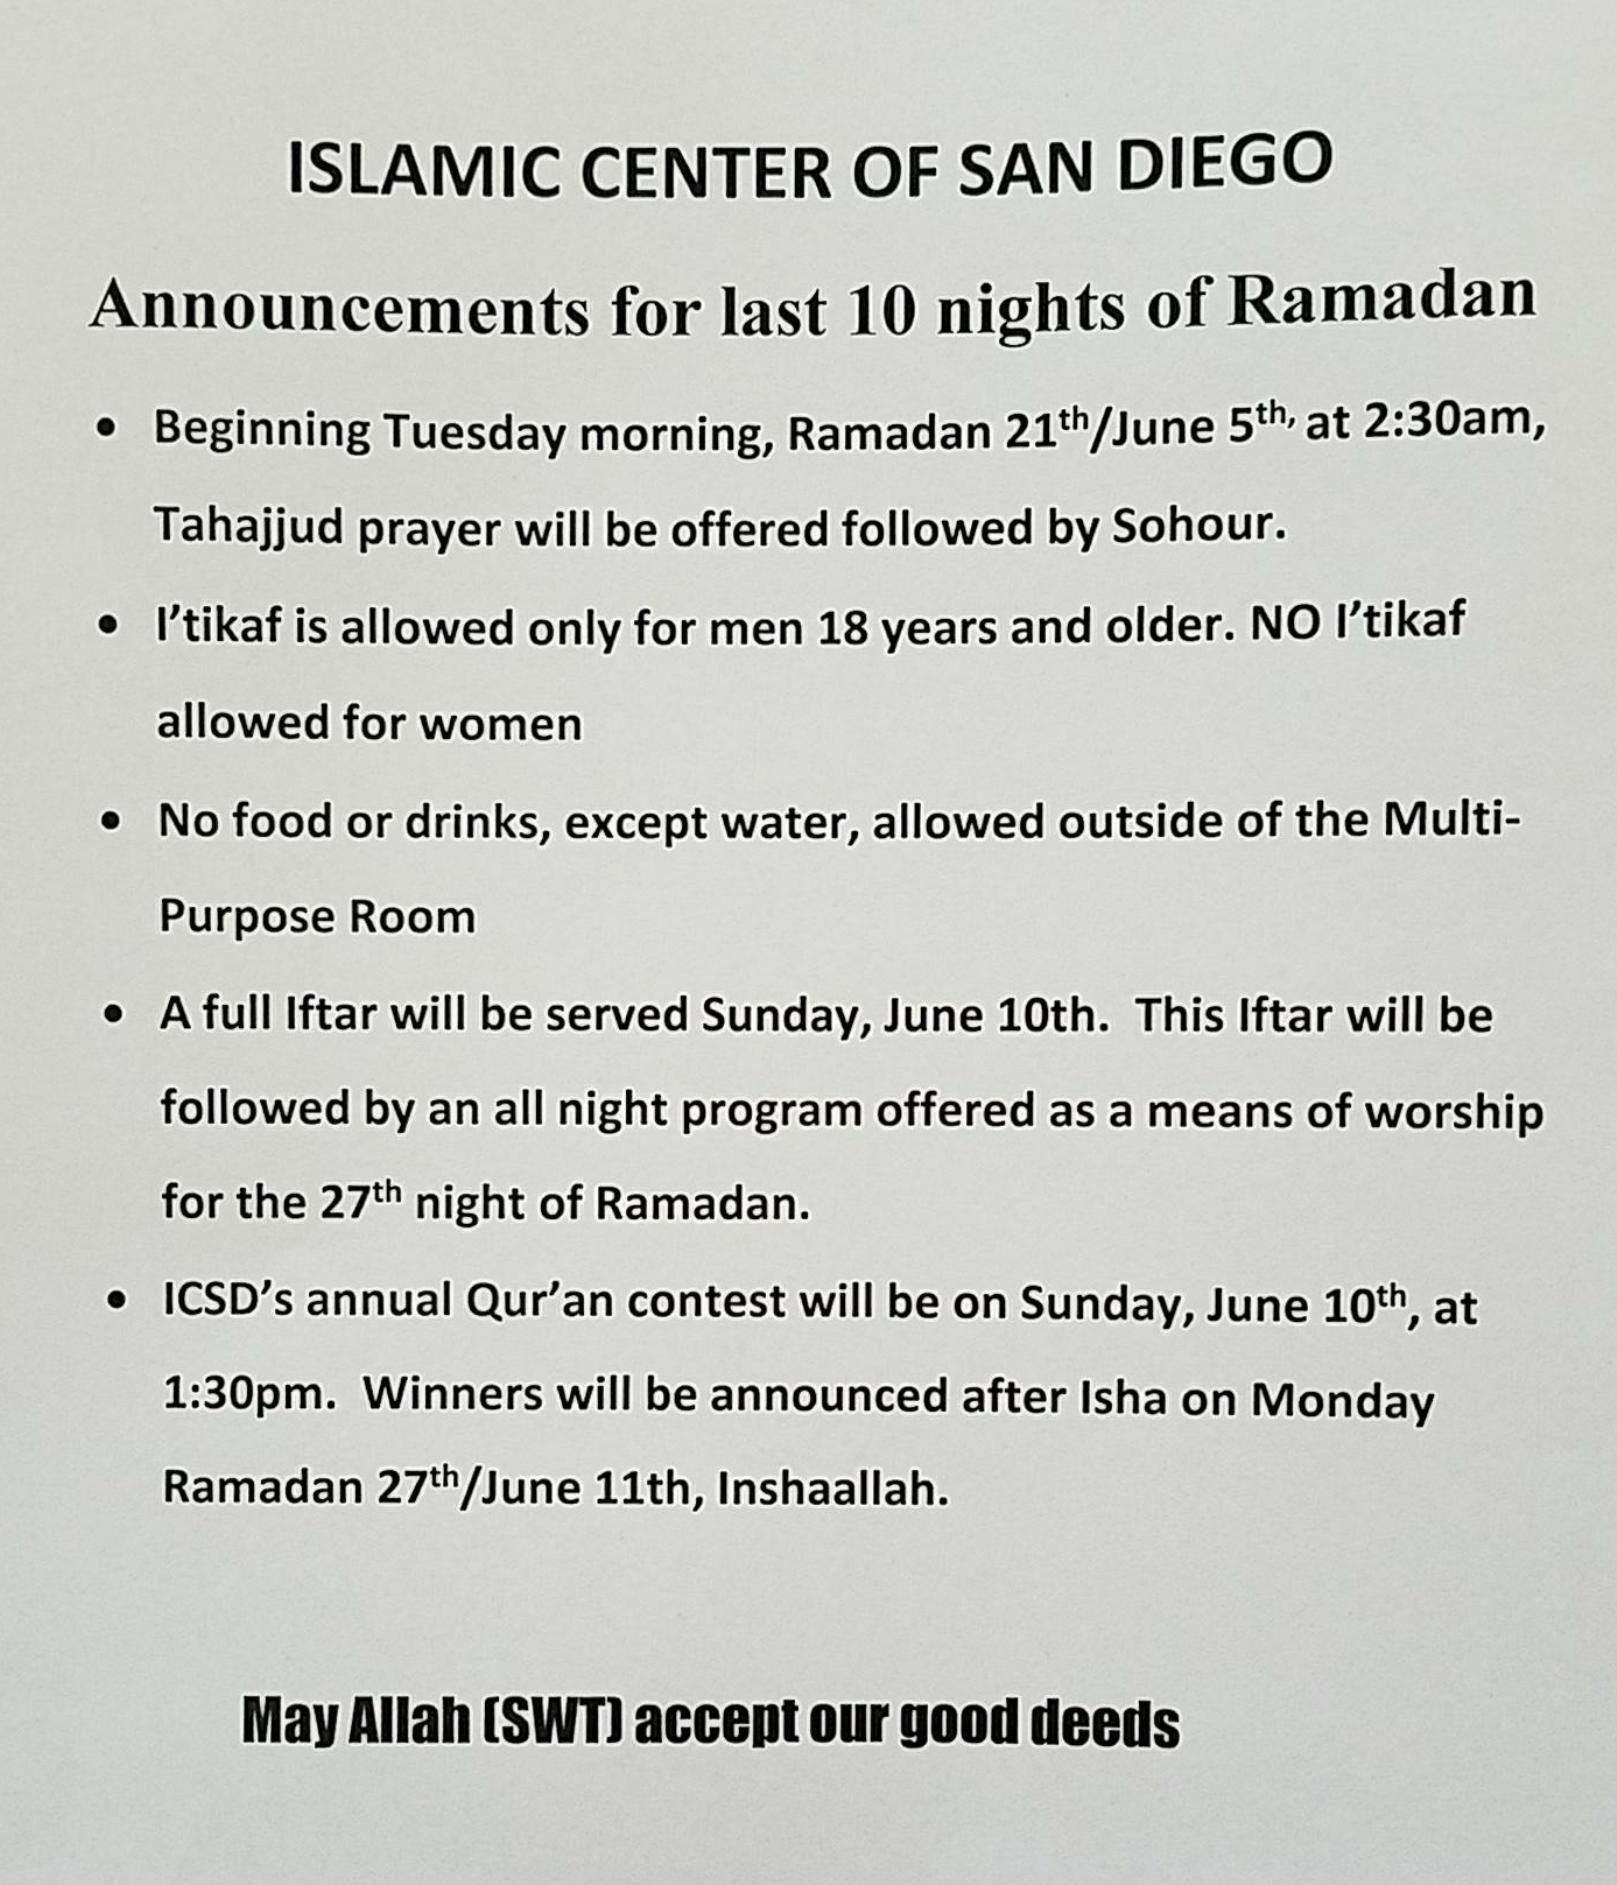 ISLAMIC CENTER OF SAN DIEGO
Announcements for last 10 nights of Ramadan
• Beginning Tuesday morning, Ramadan 21th/June 5th, at 2:30am,
Tahajjud prayer will be offered followed by Sohour.
• I'tikaf is allowed only for men 18 years and older. NO I'tikaf
allowed for women
• No food or drinks, except water, allowed outside of the Multi-
Purpose Room
• A full Iftar will be served Sunday, June 10th.  This Iftar will be
followed by an all night program offered as a means of worship
for the 27th night of Ramadan.
• ICSD's annual Qur'an contest will be on Sunday, June 10th, at
1:30pm.  Winners will be announced after Isha on Monday
Ramadan 27th/June 11th, Inshaallah.
May Allah (SWT) accept our good deeds